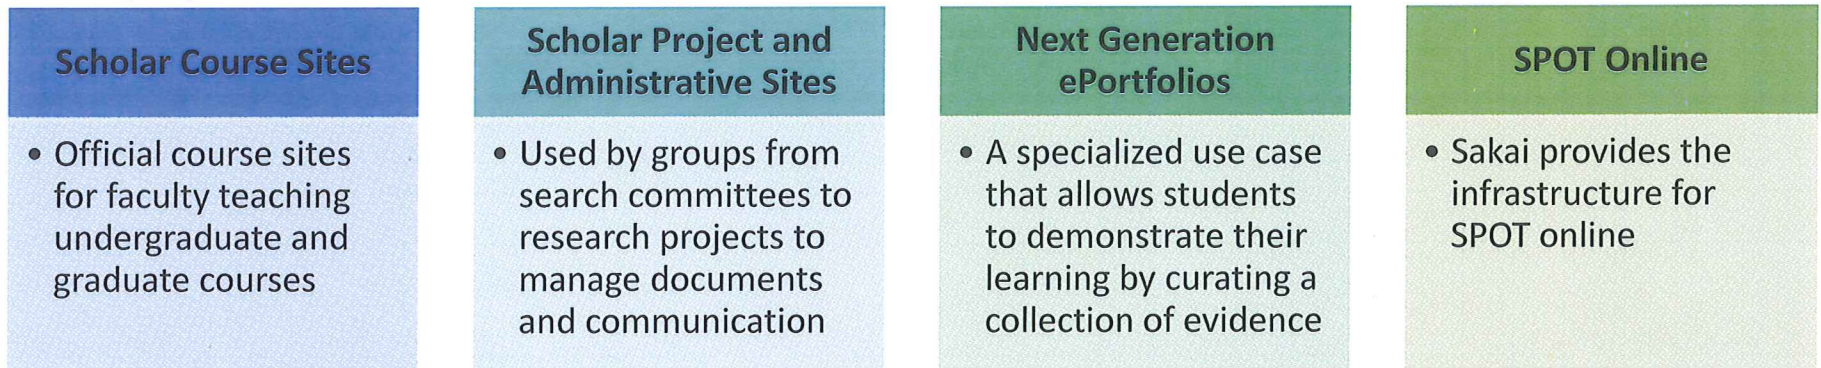 Scholar Course Sites
• Official course sites
for faculty teaching
undergraduate and
graduate courses
Scholar Project and
Administrative Sites
• Used by groups from
search committees to
research projects to
manage documents
and communication
Next Generation
ePortfolios
• A specialized use case
that allows students
to demonstrate their
learning by curating a
collection of evidence
SPOT Online
• Sakai provides the
infrastructure for
SPOT online